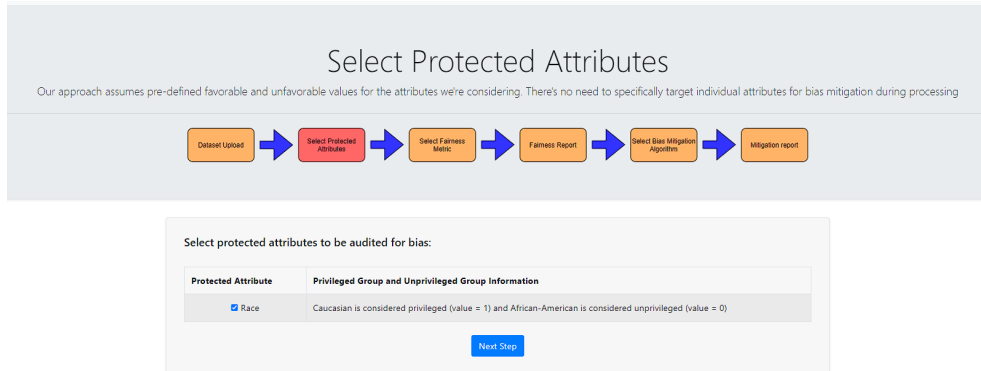 Select Protected Attributes
Our approach assumes pre-defined favorable and unfavorable values for the attributes we're considering. There's no need to specifically target individual attributes for bias mitigation during processing
Dataset Upload
Select Protected
Attributes
Select Fairness
Metric
Fairness Report
Select Bias Mitigation
Algorithm
Mitigation report
Select protected attributes to be audited for bias:
Protected Attribute Privileged Group and Unprivileged Group Information
Race Caucasian is considered privileged (value = 1) and African-American is considered unprivileged (value = 0)
Next Step